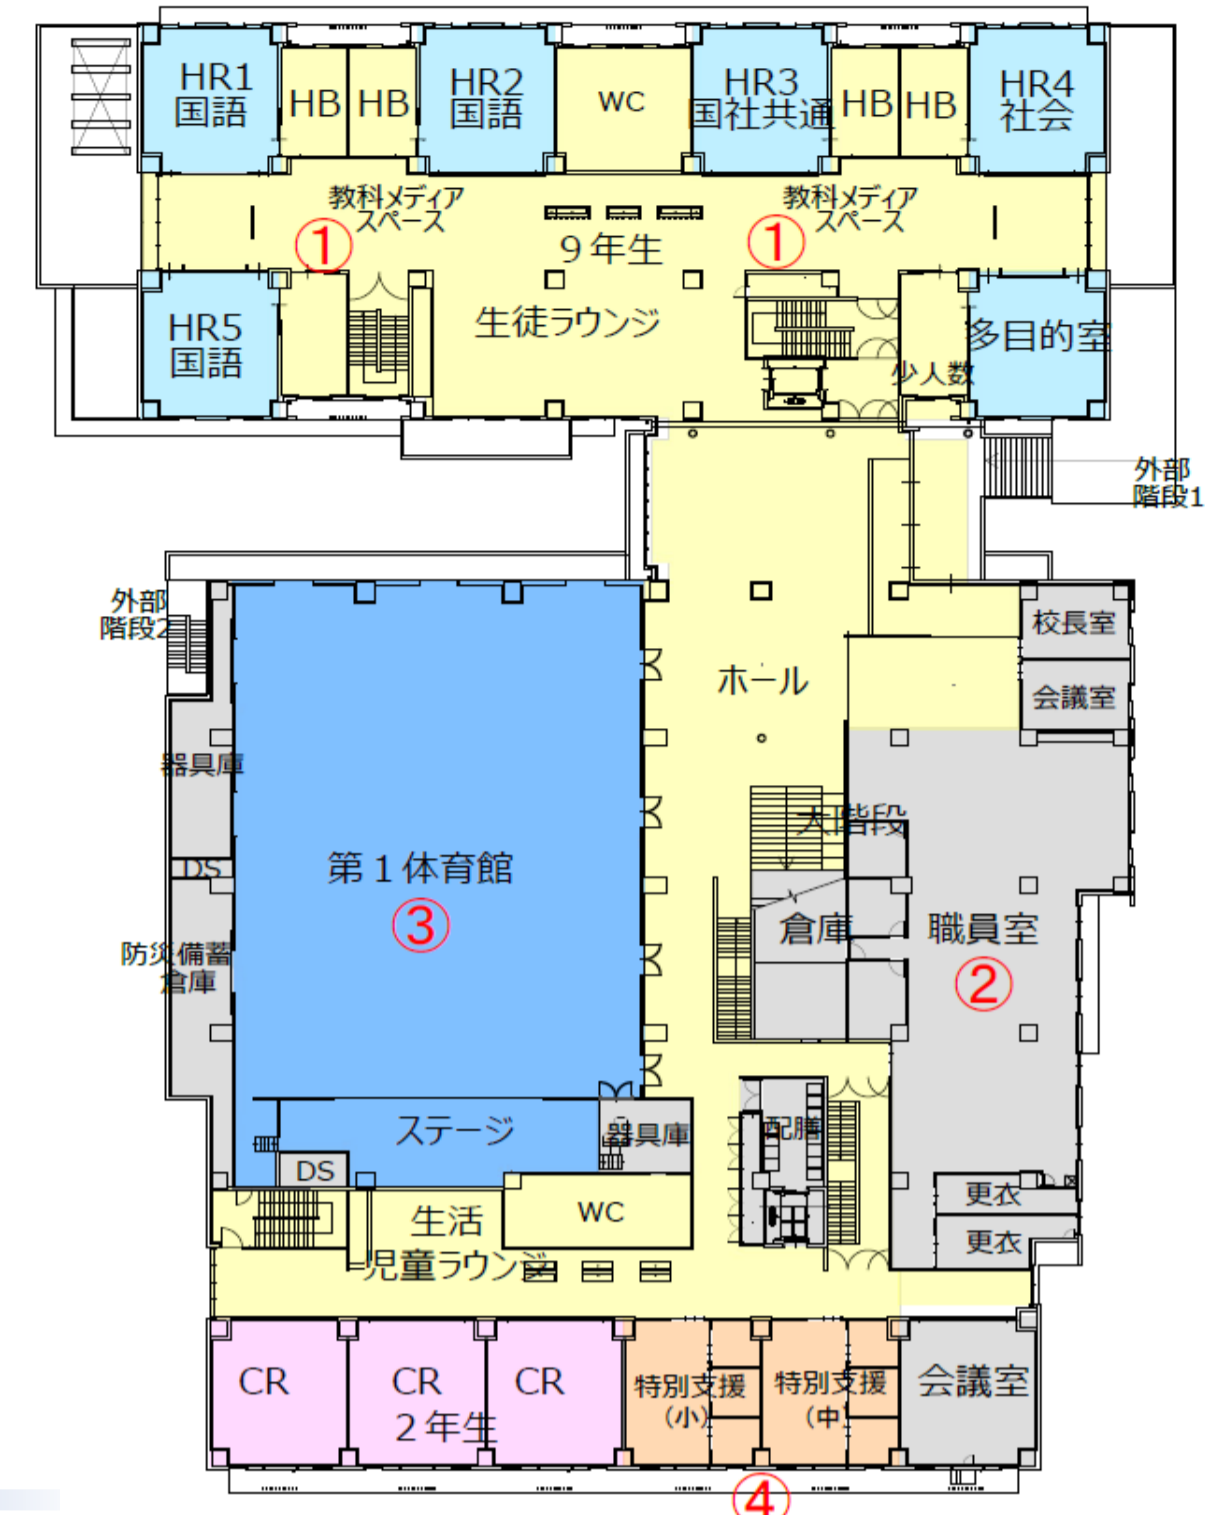 HR1
国語
HB
HB
HR2
国語
WC
HR3
国社共通
HB
HB
HR4
社会
教科メディア
スペース
教科メディア
スペース
①
①
９年生
HR5
国語
生徒ラウンジ
多目的室
少人数
外部
階段1
外部
階段2
校長室
ホール
会議室
器具庫
大階段
DS
第１体育館
③
倉庫
職員室
②
防災備蓄
倉庫
ステージ
器具庫
配膳
DS
更衣
WC
更衣
生活
児童ラウンジ
CR
CR
CR
２年生
特別支援
（小）
特別支援
（中）
会議室
④